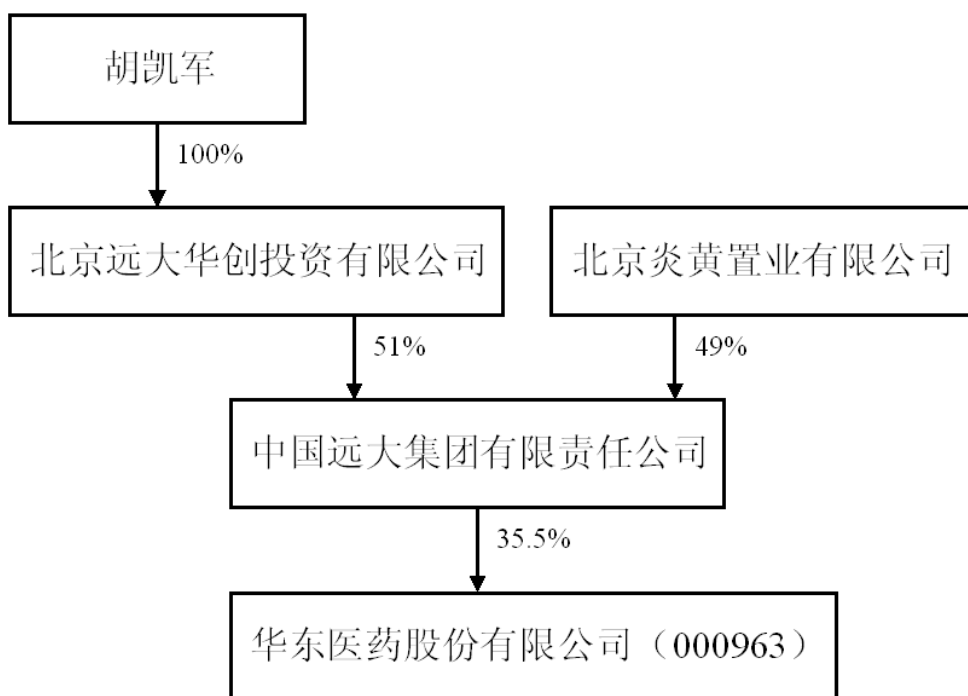 胡凯军
100%
北京远大华创投资有限公司
北京炎黄置业有限公司
51%
49%
中国远大集团有限责任公司
35.5%
华东医药股份有限公司（000963）